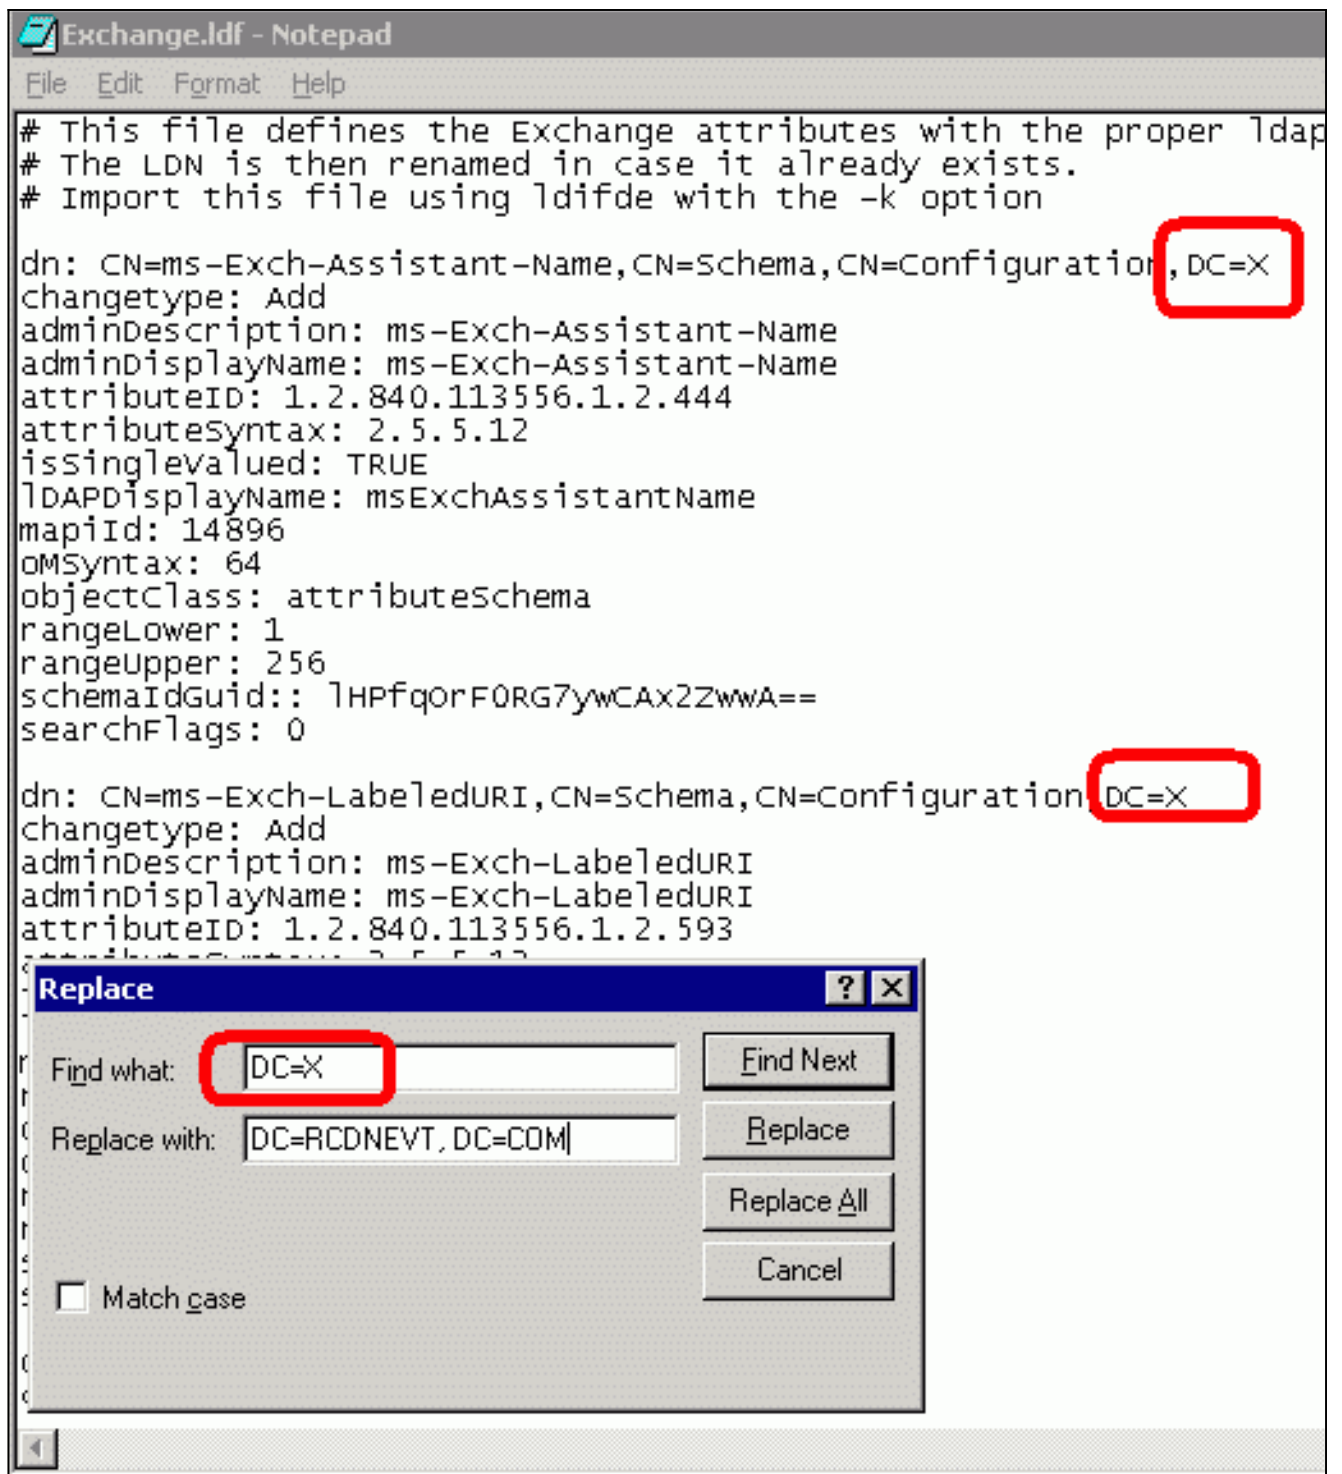 Exchange.ldf - Notepad
File Edit Format Help
# This file defines the Exchange attributes with the proper ldap
# The LDN is then renamed in case it already exists.
# Import this file using ldifde with the -k option
dn: CN=ms-Exch-Assistant-Name,CN=Schema,CN=Configuration,DC=X
changetype: Add
adminDescription: ms-Exch-Assistant-Name
adminDisplayName: ms-Exch-Assistant-Name
attributeID: 1.2.840.113556.1.2.444
attributeSyntax: 2.5.5.12
isSingleValued: TRUE
lDAPDisplayName: msExchAssistantName
mapiId: 14896
oMSyntax: 64
objectClass: attributeSchema
rangeLower: 1
rangeUpper: 256
schemaIdGuid:: lHPfqOrF0RG7ywCAx2ZwwA==
searchFlags: 0
dn: CN=ms-Exch-LabeledURI,CN=Schema,CN=Configuration,DC=X
changetype: Add
adminDescription: ms-Exch-LabeledURI
adminDisplayName: ms-Exch-LabeledURI
attributeID: 1.2.840.113556.1.2.593
Replace
Find what: DC=X Find Next
Replace with: DC=RCDNEVT, DC=COM Replace
Replace All
Cancel
Match case